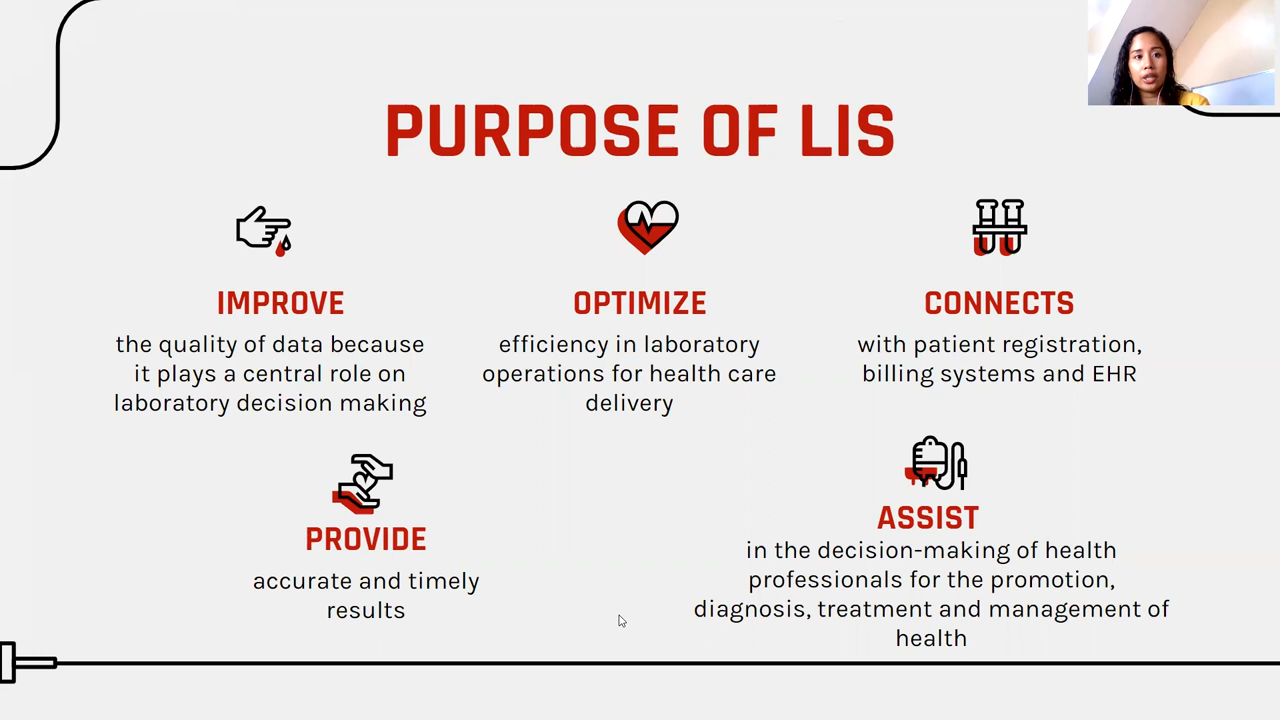 PURPOSE OF LIS
IMPROVE
the quality of data because
it plays a central role on
laboratory decision making
OPTIMIZE
efficiency in laboratory
operations for health care
delivery
CONNECTS
with patient registration,
billing systems and EHR
PROVIDE
accurate and timely
results
ASSIST
in the decision-making of health
professionals for the promotion,
diagnosis, treatment and management of
health